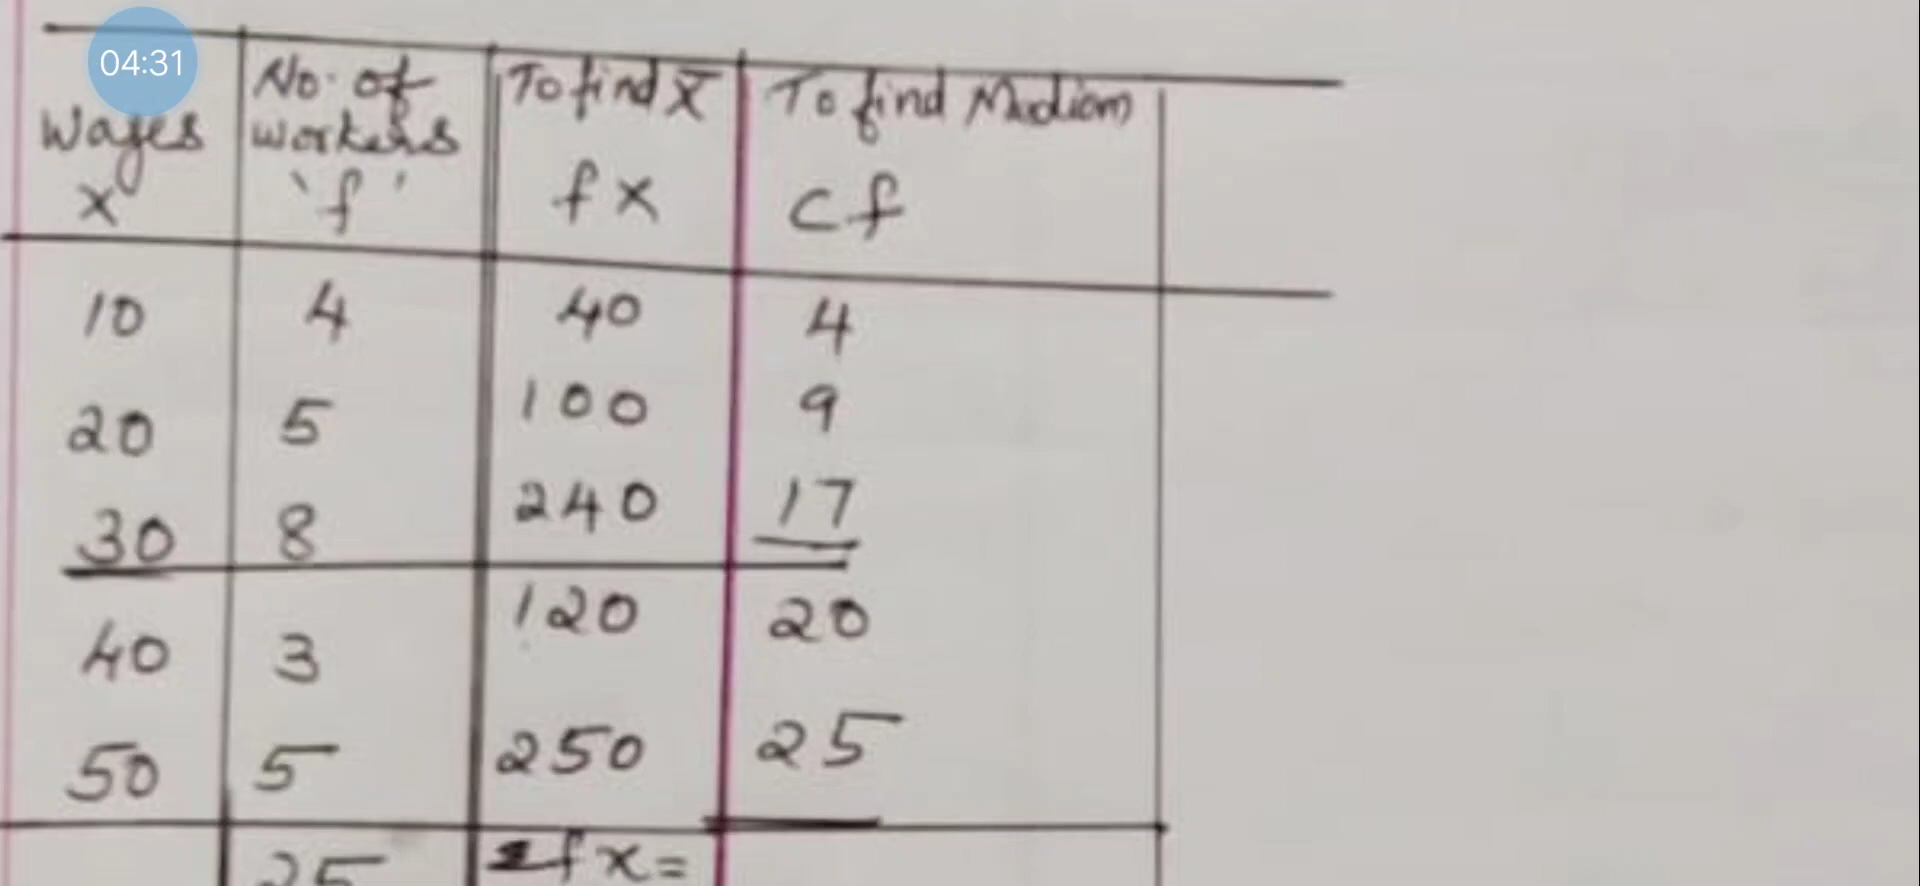 04:31
Wages x | No. of workers 'f' | To find x̅ fx | To find Median cf
10 | 4 | 40 | 4
20 | 5 | 100 | 9
30 | 8 | 240 | 17
40 | 3 | 120 | 20
50 | 5 | 250 | 25
25 | Σfx=